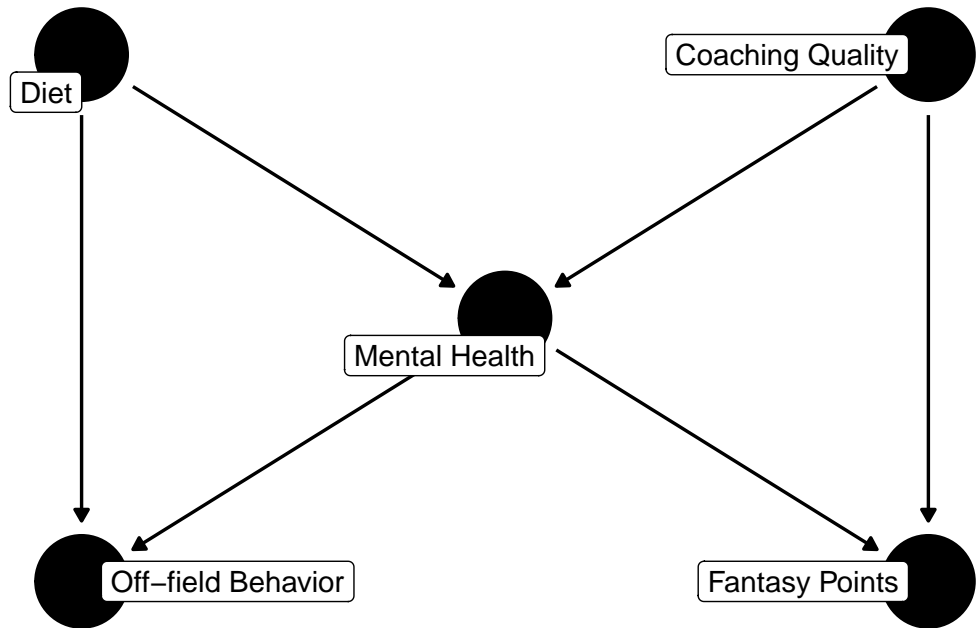 Diet
Coaching Quality
Mental Health
Off−field Behavior
Fantasy Points